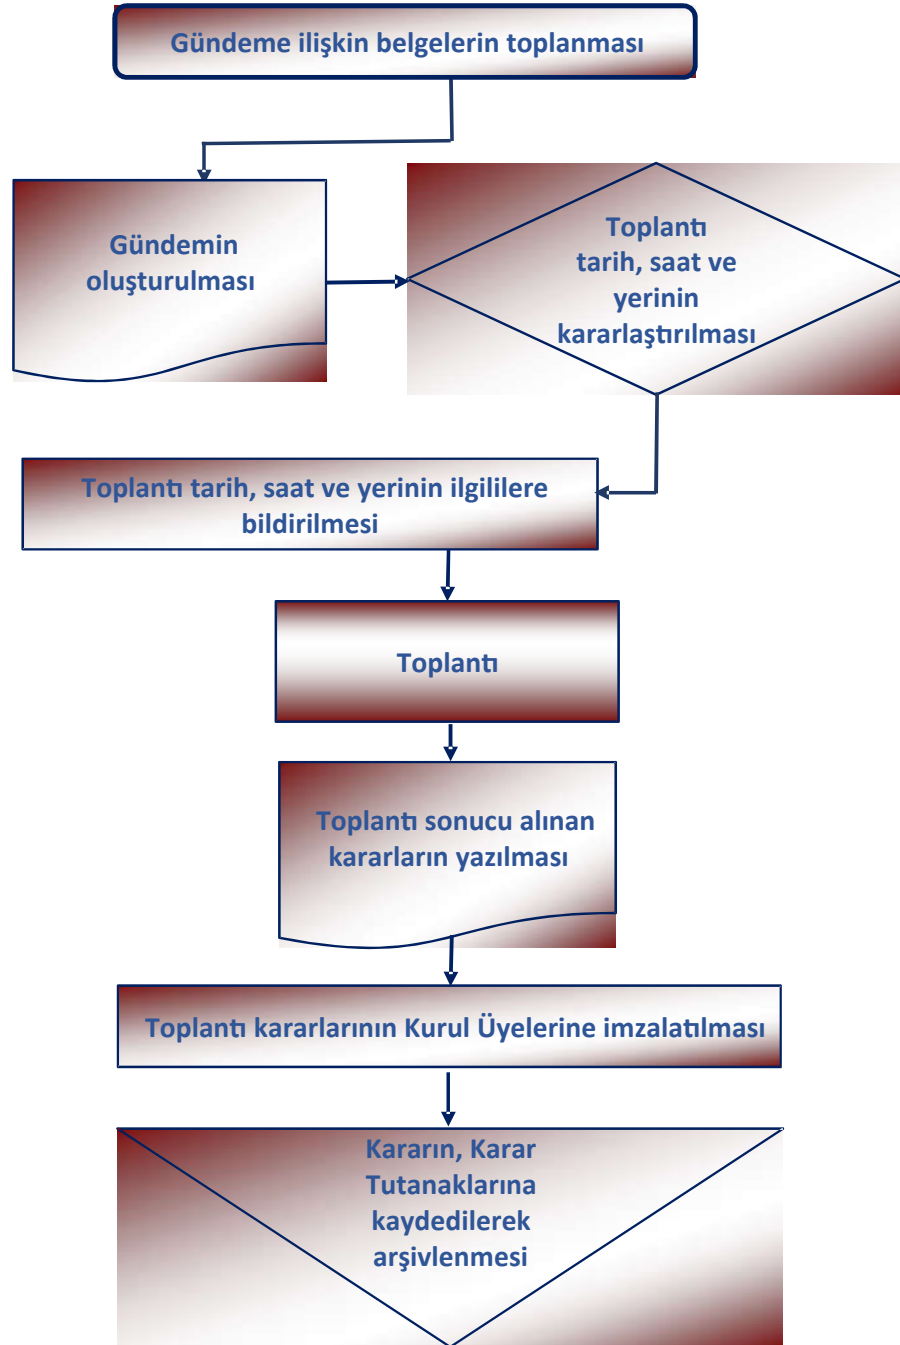 Gündeme ilişkin belgelerin toplanması
Gündemin
oluşturulması
Toplantı
tarih, saat ve
yerinin
kararlaştırılması
Toplantı tarih, saat ve yerinin ilgililere
bildirilmesi
Toplantı
Toplantı sonucu alınan
kararların yazılması
Toplantı kararlarının Kurul Üyelerine imzalatılması
Kararın, Karar
Tutanaklarına
kaydedilerek
arşivlenmesi